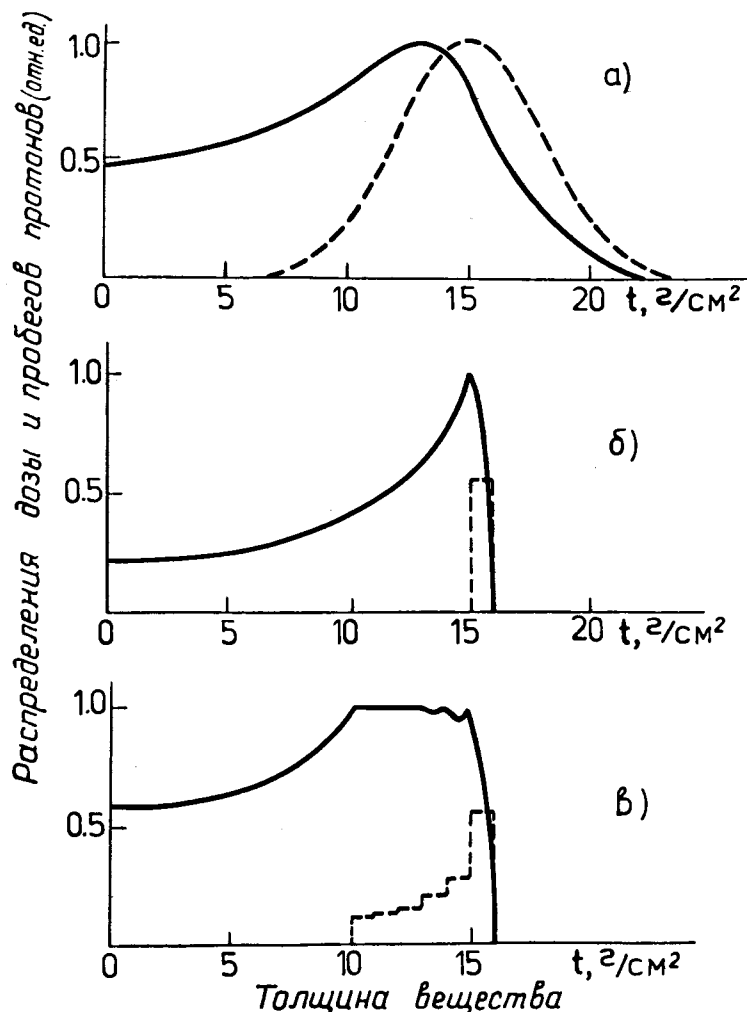 Распределения дозы и пробегов протонов (отн.ед.)
1.0
0.5
а)
0 5 10 15 20 t, г/см²
1.0
0.5
б)
0 5 10 15 20 t, г/см²
1.0
0.5
в)
0 5 10 15 t, г/см²
Толщина вещества